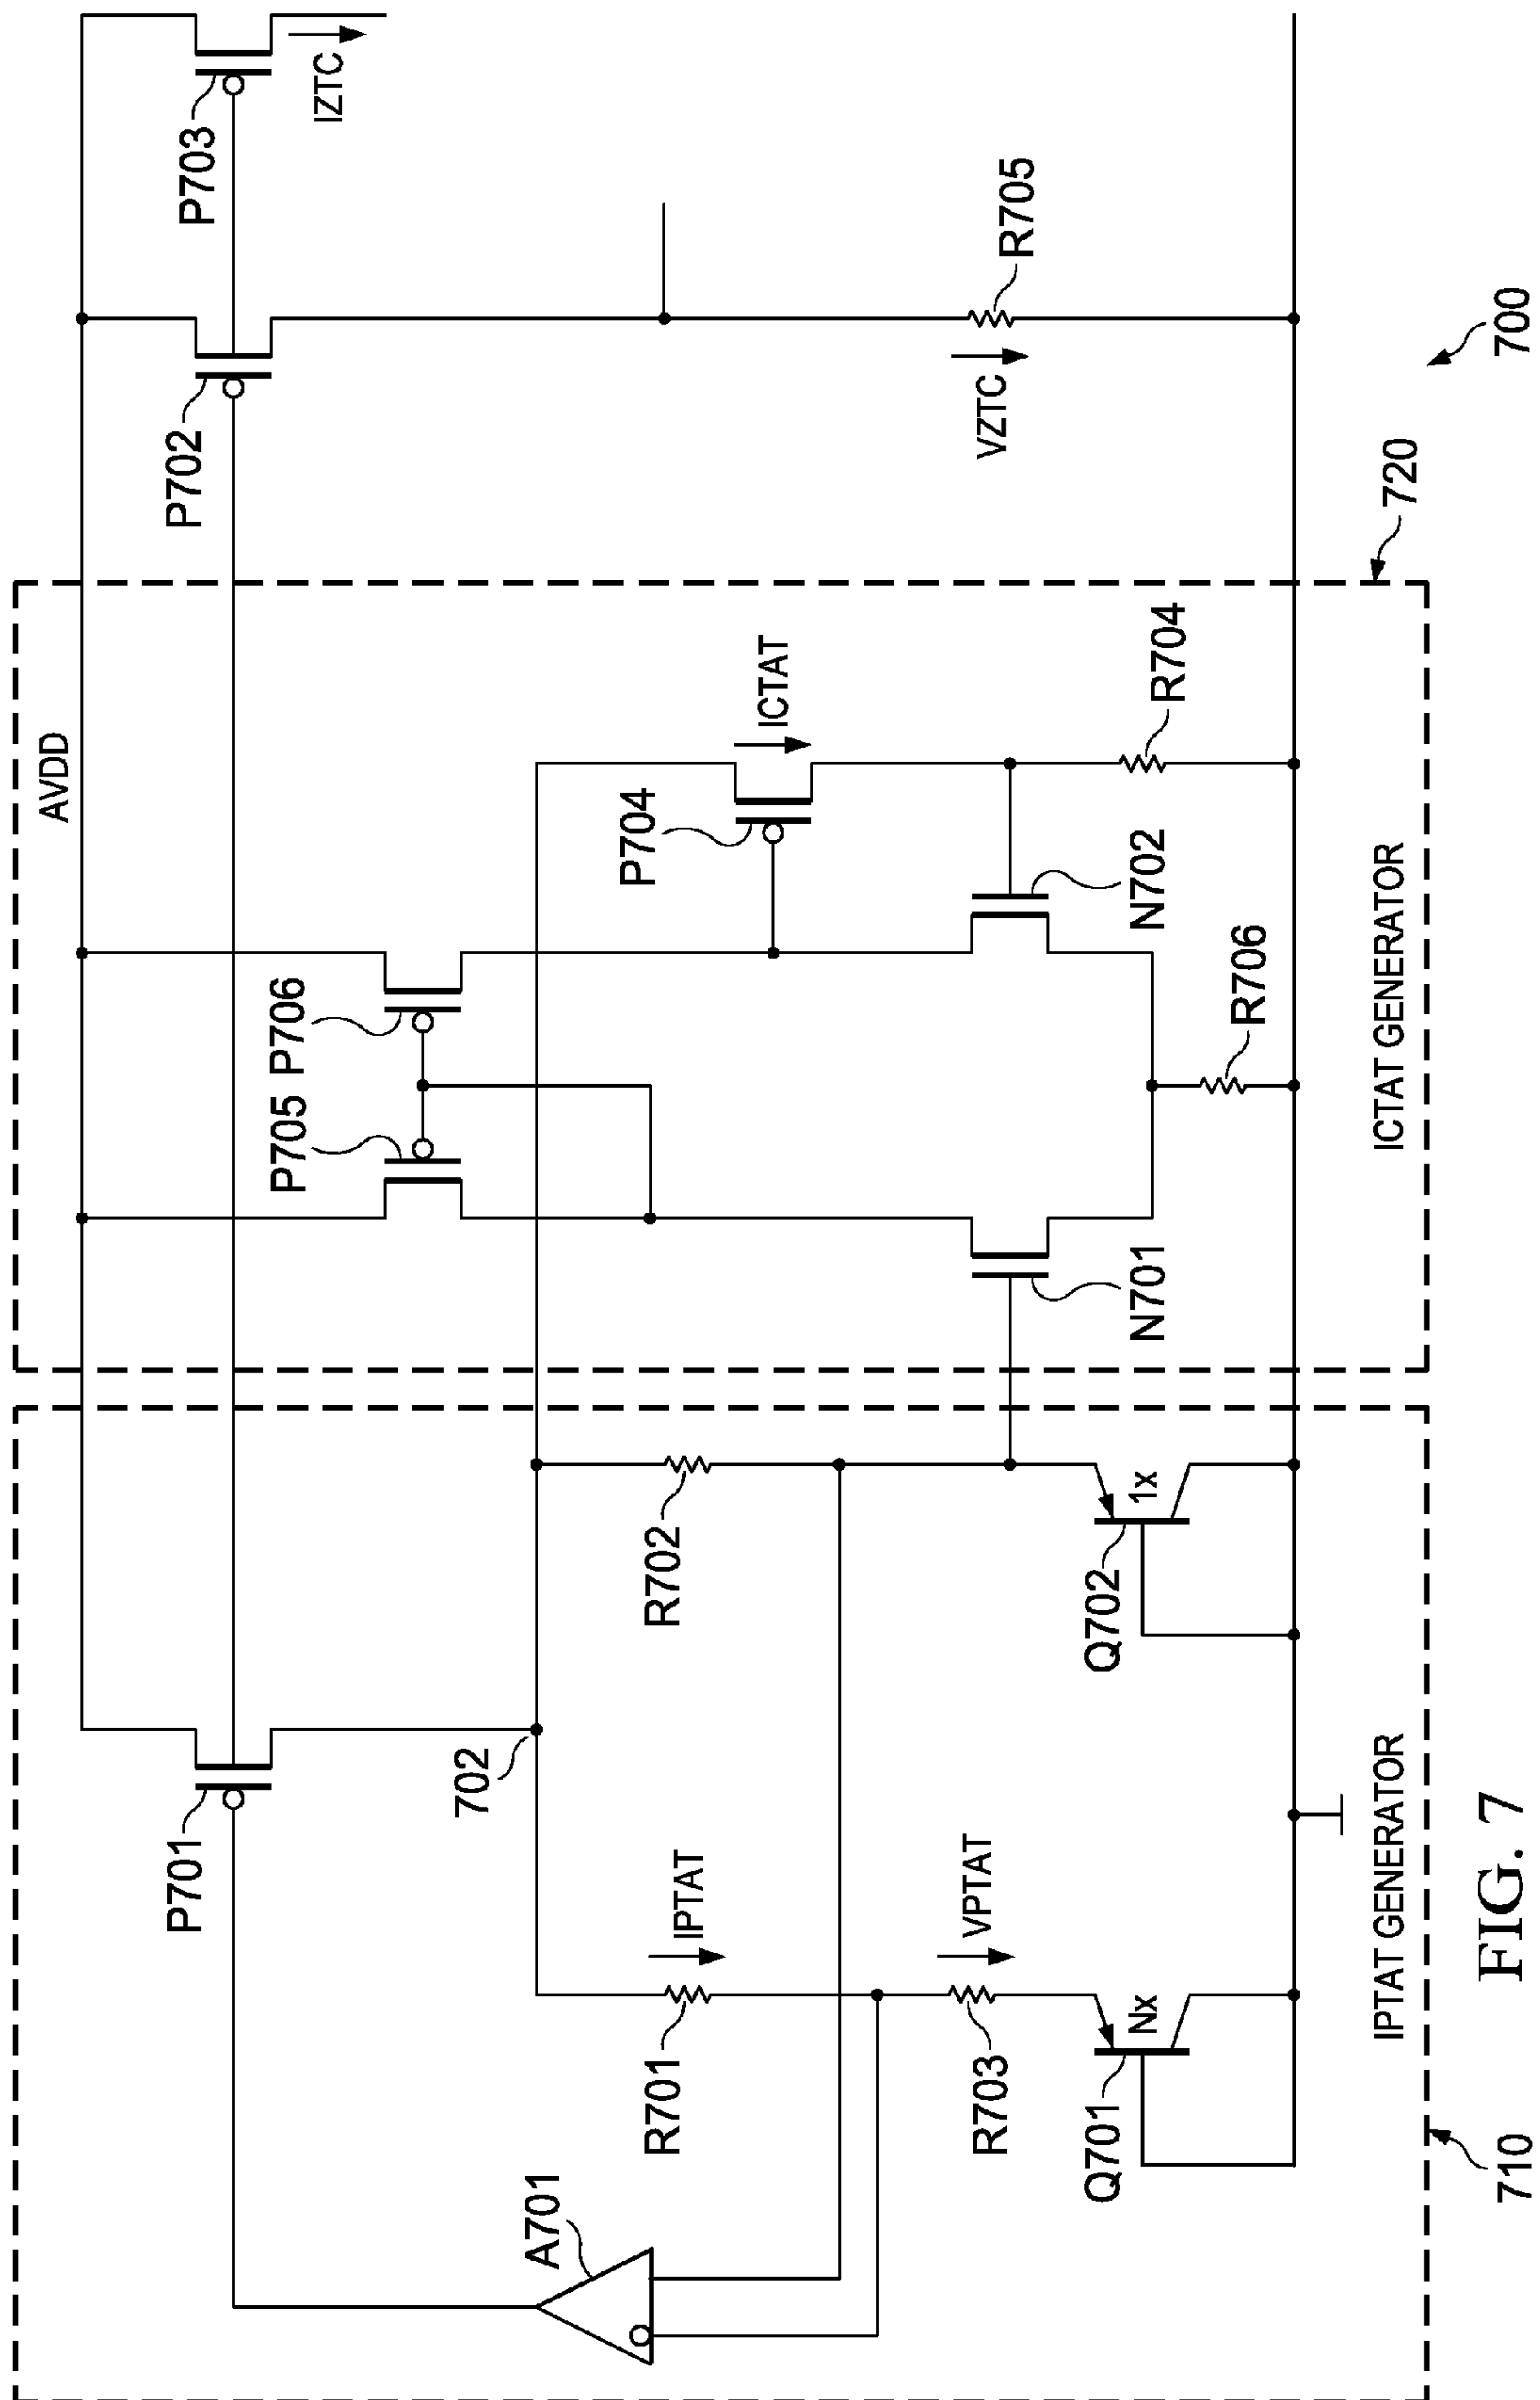 AVDD
P701
P702
P703
IZTC
702
A701
R701
IPTAT
R702
P705
P706
P704
ICTAT
R703
VPTAT
Q701
Nx
Q702
1x
N701
N702
R706
R704
VZTC
R705
IPTAT GENERATOR
ICTAT GENERATOR
710
720
700
FIG. 7